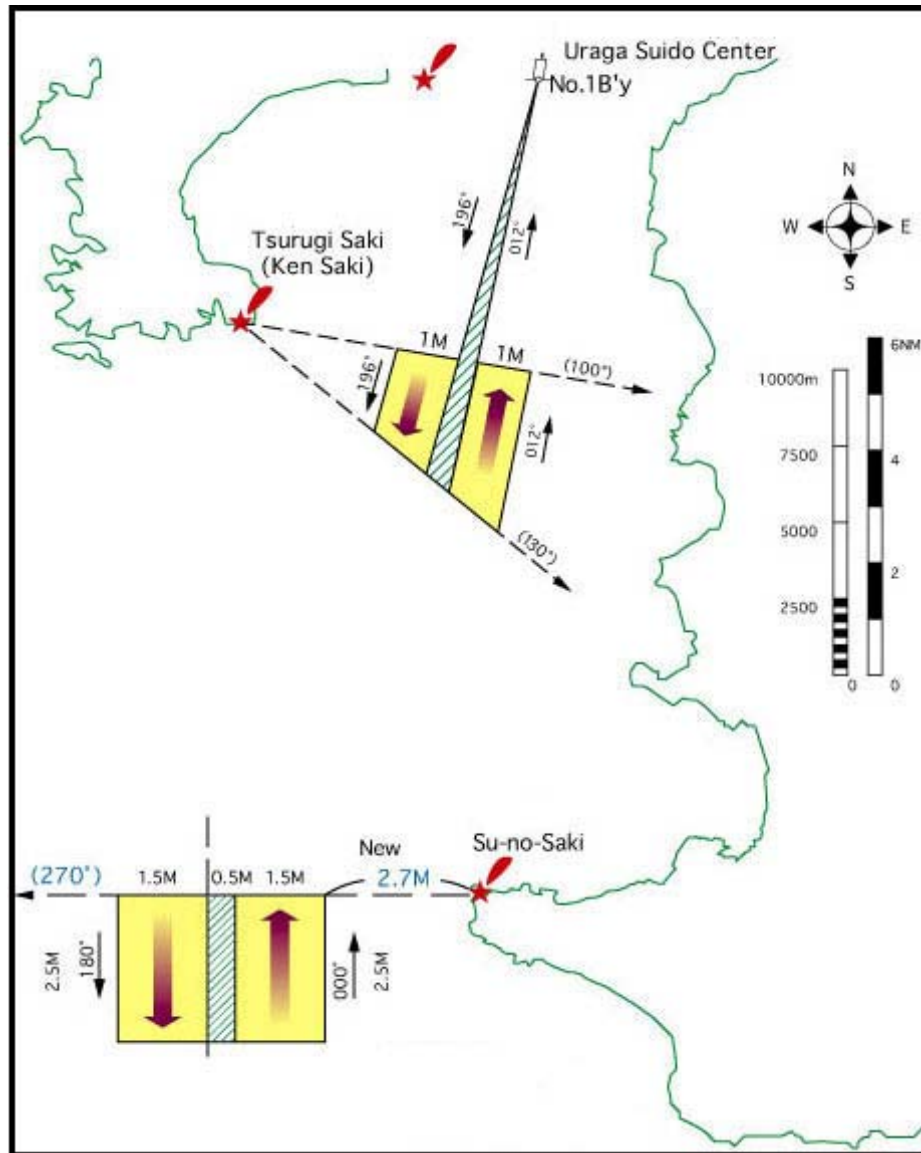 Uraga Suido Center
No.1B'y
196°
012°
Tsurugi Saki
(Ken Saki)
1M
1M
(100°)
196°
012°
(130°)
N
W
E
S
10000m
7500
5000
2500
0
6NM
4
2
0
New
Su-no-Saki
(270°)
1.5M
0.5M
1.5M
2.7M
2.5M
180°
000°
2.5M